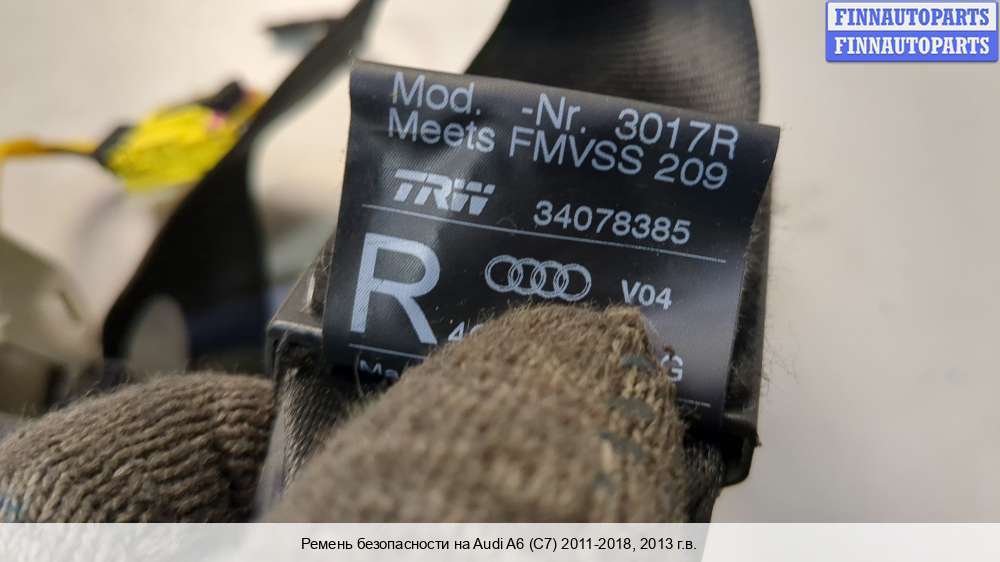 FINNAUTOPARTS
FINNAUTOPARTS
Mod. -Nr. 3017R
Meets FMVSS 209
TRW 34078385
R V04
Ремень безопасности на Audi A6 (C7) 2011-2018, 2013 г.в.